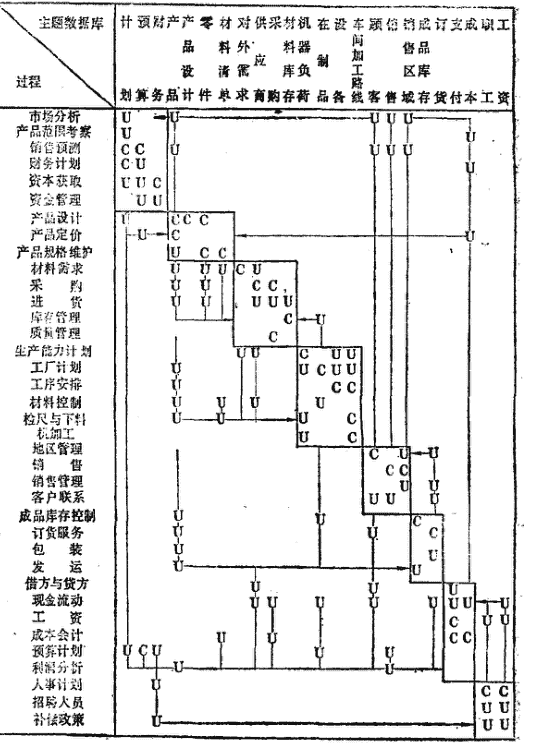 主题数据库
过程
计划
预算
财务
产品
产品设计
零件
材料清单
对外需求
供应商
采购
材料库存
机器负荷
在制品
设备
车间加工路线
顾客
销售区域
成品库存
订货
支付
成本
职工
工资
市场分析 U U U U U
产品范围考察 U U
销售预测 C C U U U U
财务计划 C U U
资本获取 U U C
资金管理 U U
产品设计 U C C C
产品定价 U C U
产品规格维护 U C C
材料需求 U U U C U
采 购 U U U C C U
进 货 U U U U U U
库存管理 C U
质量管理 C
生产能力计划 U U C U U
工厂计划 U U C U U
工序安排 U C C
材料控制 U U U U
检尺与下料 U U C
机加工
地区管理 C U U
销 售 U C
销售管理 U U
客户联系 U U U
成品库存控制 U U U C
订货服务 U U C
包 装 U U
发 运 U U
借方与贷方 U U U
现金流动 U U U U U U U U U
工 资 U U U
成本会计 U U C C
预算计划 U C U U U
利润分析 U U
人事计划 U C C
招聘人员 U U
补偿政策 U U U